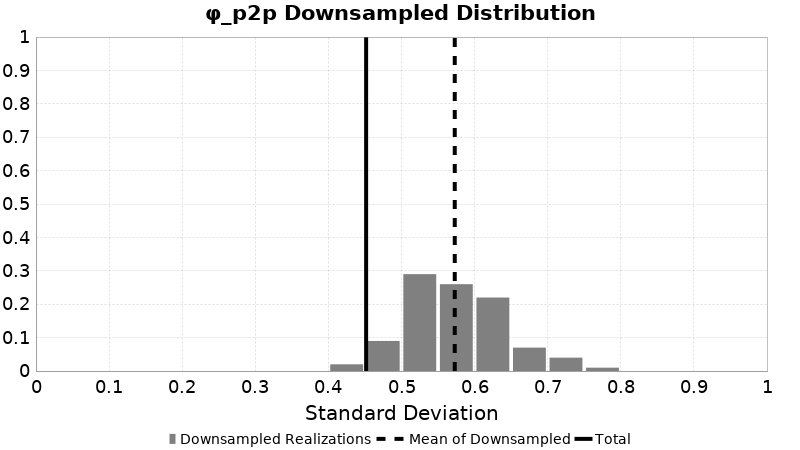 φ_p2p Downsampled Distribution
1
0.9
0.8
0.7
0.6
0.5
0.4
0.3
0.2
0.1
0
0 0.1 0.2 0.3 0.4 0.5 0.6 0.7 0.8 0.9 1
Standard Deviation
Downsampled Realizations Mean of Downsampled Total